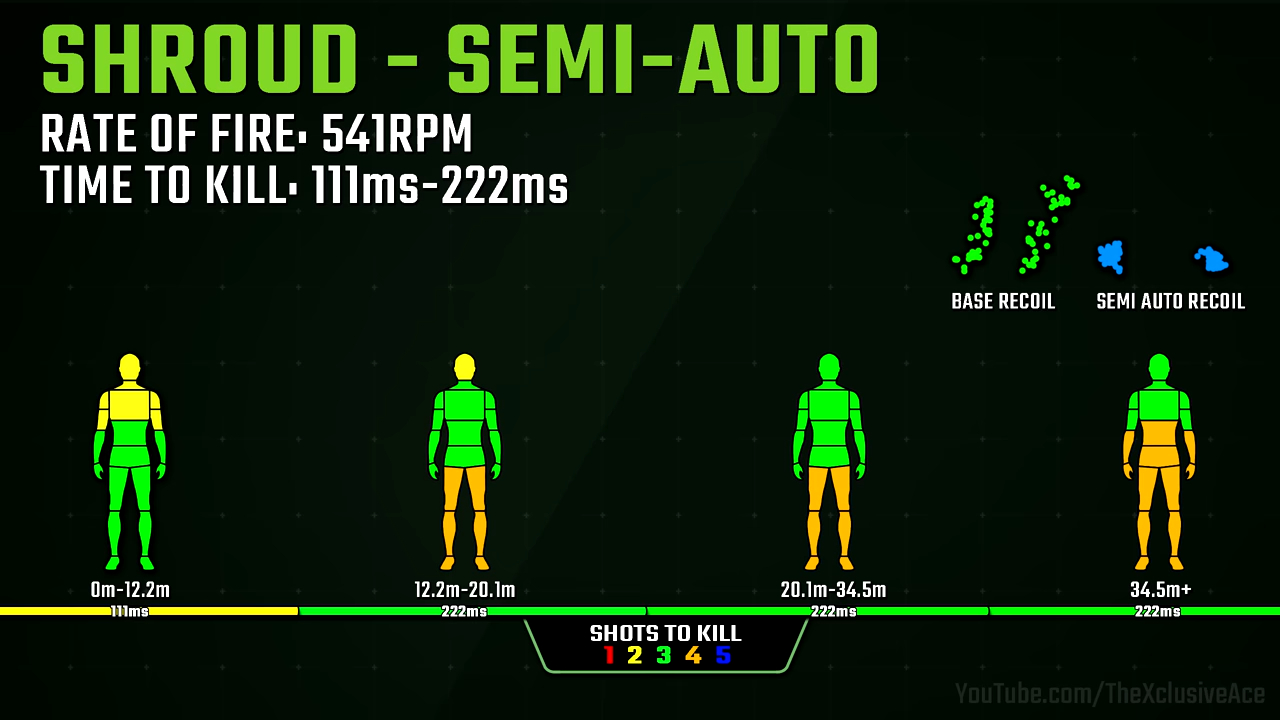 SHROUD - SEMI-AUTO
RATE OF FIRE: 541RPM
TIME TO KILL: 111ms-222ms
BASE RECOIL
SEMI AUTO RECOIL
0m-12.2m
12.2m-20.1m
20.1m-34.5m
34.5m+
111ms
222ms
222ms
222ms
SHOTS TO KILL
1 2 3 4 5
YouTube.com/TheXclusiveAce